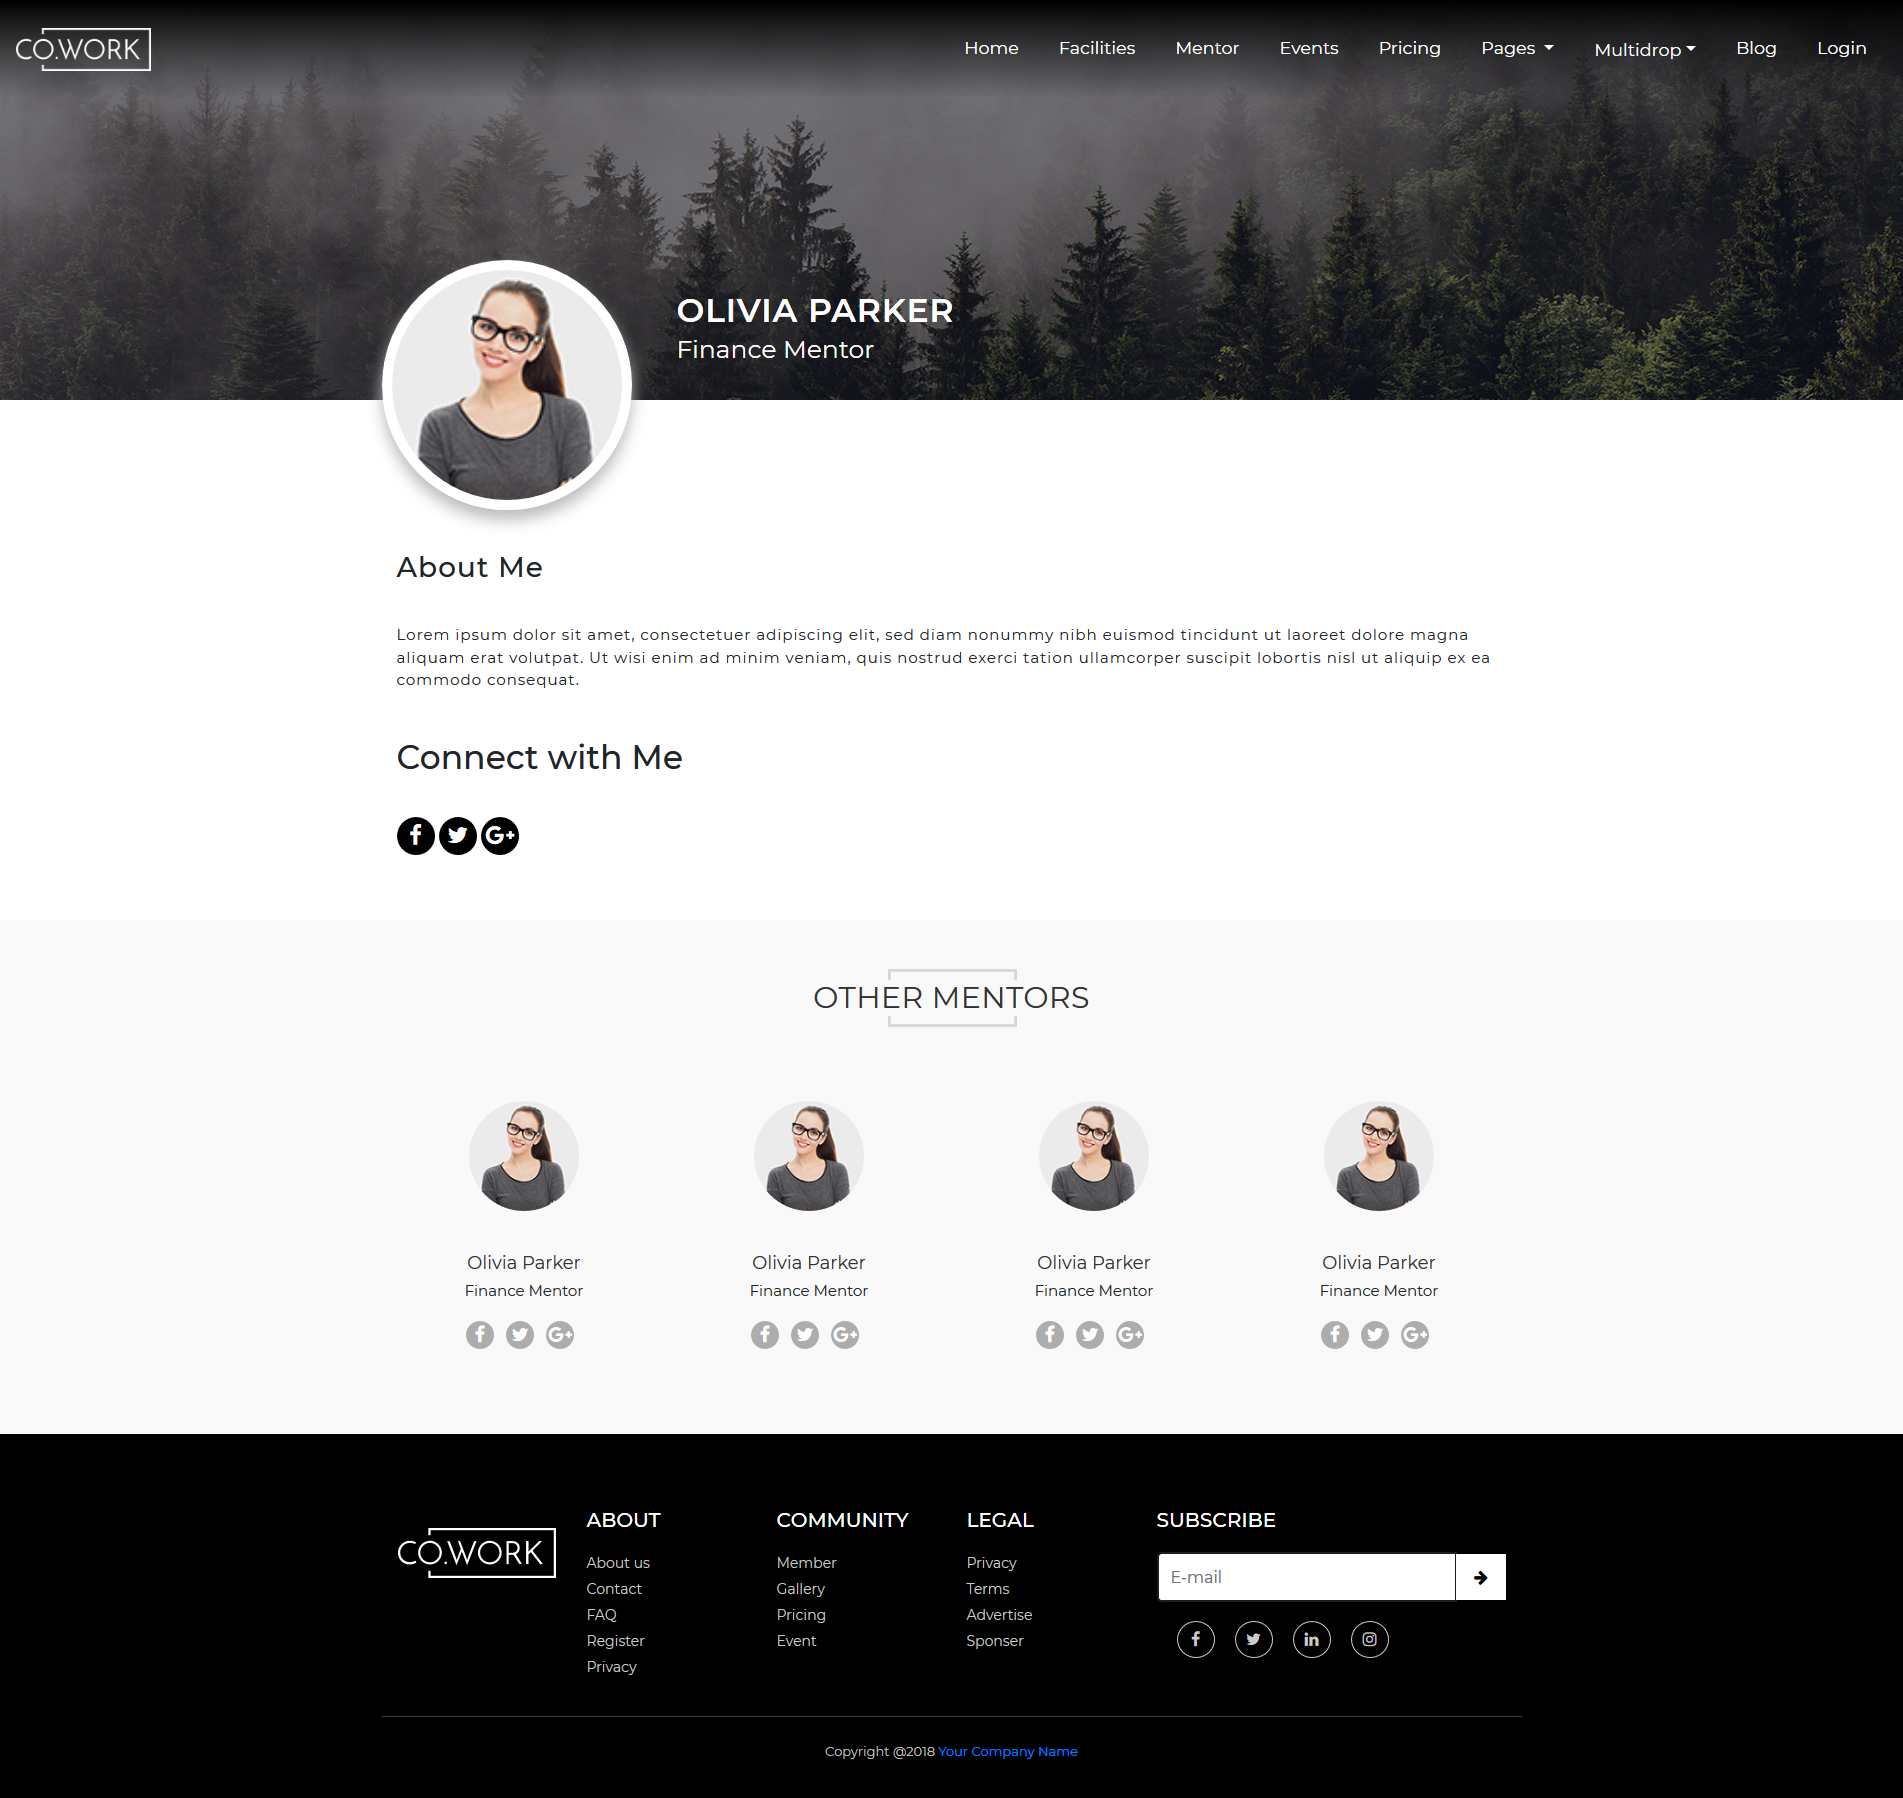 CO.WORK
Home Facilities Mentor Events Pricing Pages Multidrop Blog Login
OLIVIA PARKER
Finance Mentor
About Me
Lorem ipsum dolor sit amet, consectetuer adipiscing elit, sed diam nonummy nibh euismod tincidunt ut laoreet dolore magna
aliquam erat volutpat. Ut wisi enim ad minim veniam, quis nostrud exerci tation ullamcorper suscipit lobortis nisl ut aliquip ex ea
commodo consequat.
Connect with Me
OTHER MENTORS
Olivia Parker
Finance Mentor
Olivia Parker
Finance Mentor
Olivia Parker
Finance Mentor
Olivia Parker
Finance Mentor
CO.WORK
ABOUT
About us
Contact
FAQ
Register
Privacy
COMMUNITY
Member
Gallery
Pricing
Event
LEGAL
Privacy
Terms
Advertise
Sponser
SUBSCRIBE
E-mail
Copyright @2018 Your Company Name